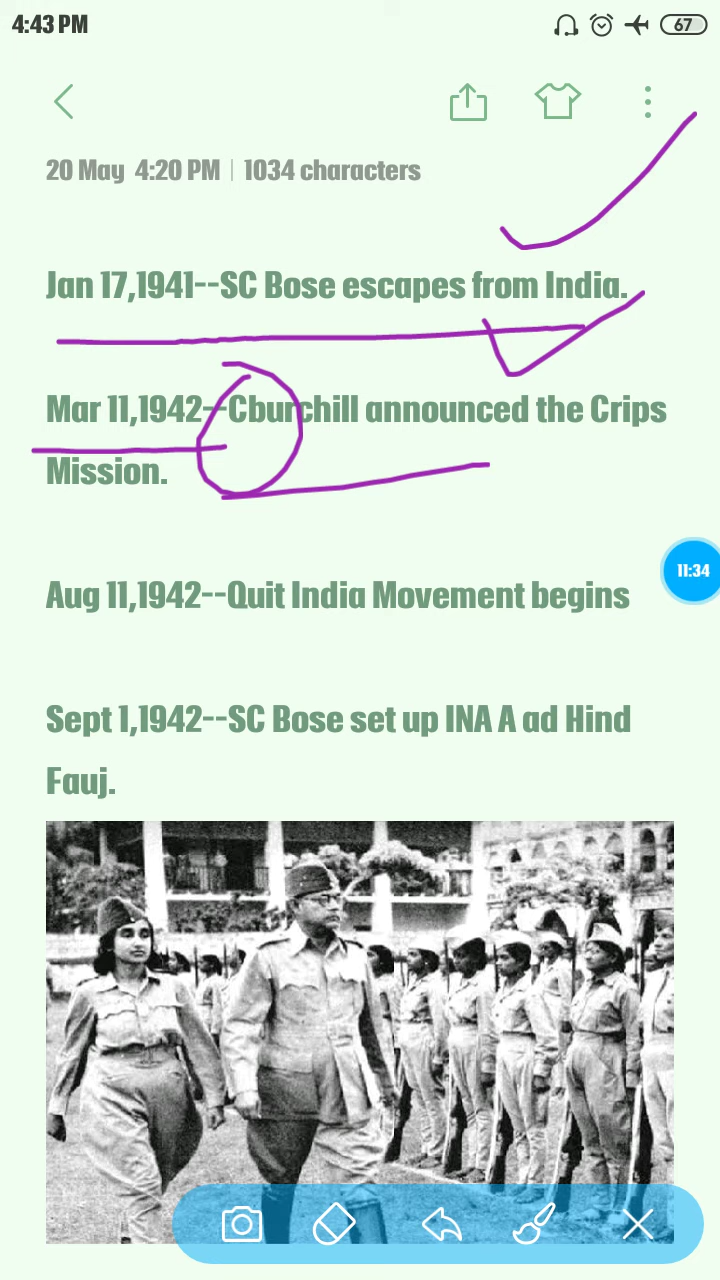 4:43 PM
67
20 May 4:20 PM | 1034 characters
Jan 17,1941--SC Bose escapes from India.
Mar 11,1942--Cburchill announced the Crips
Mission.
11:34
Aug 11,1942--Quit India Movement begins
Sept 1,1942--SC Bose set up INA A ad Hind
Fauj.